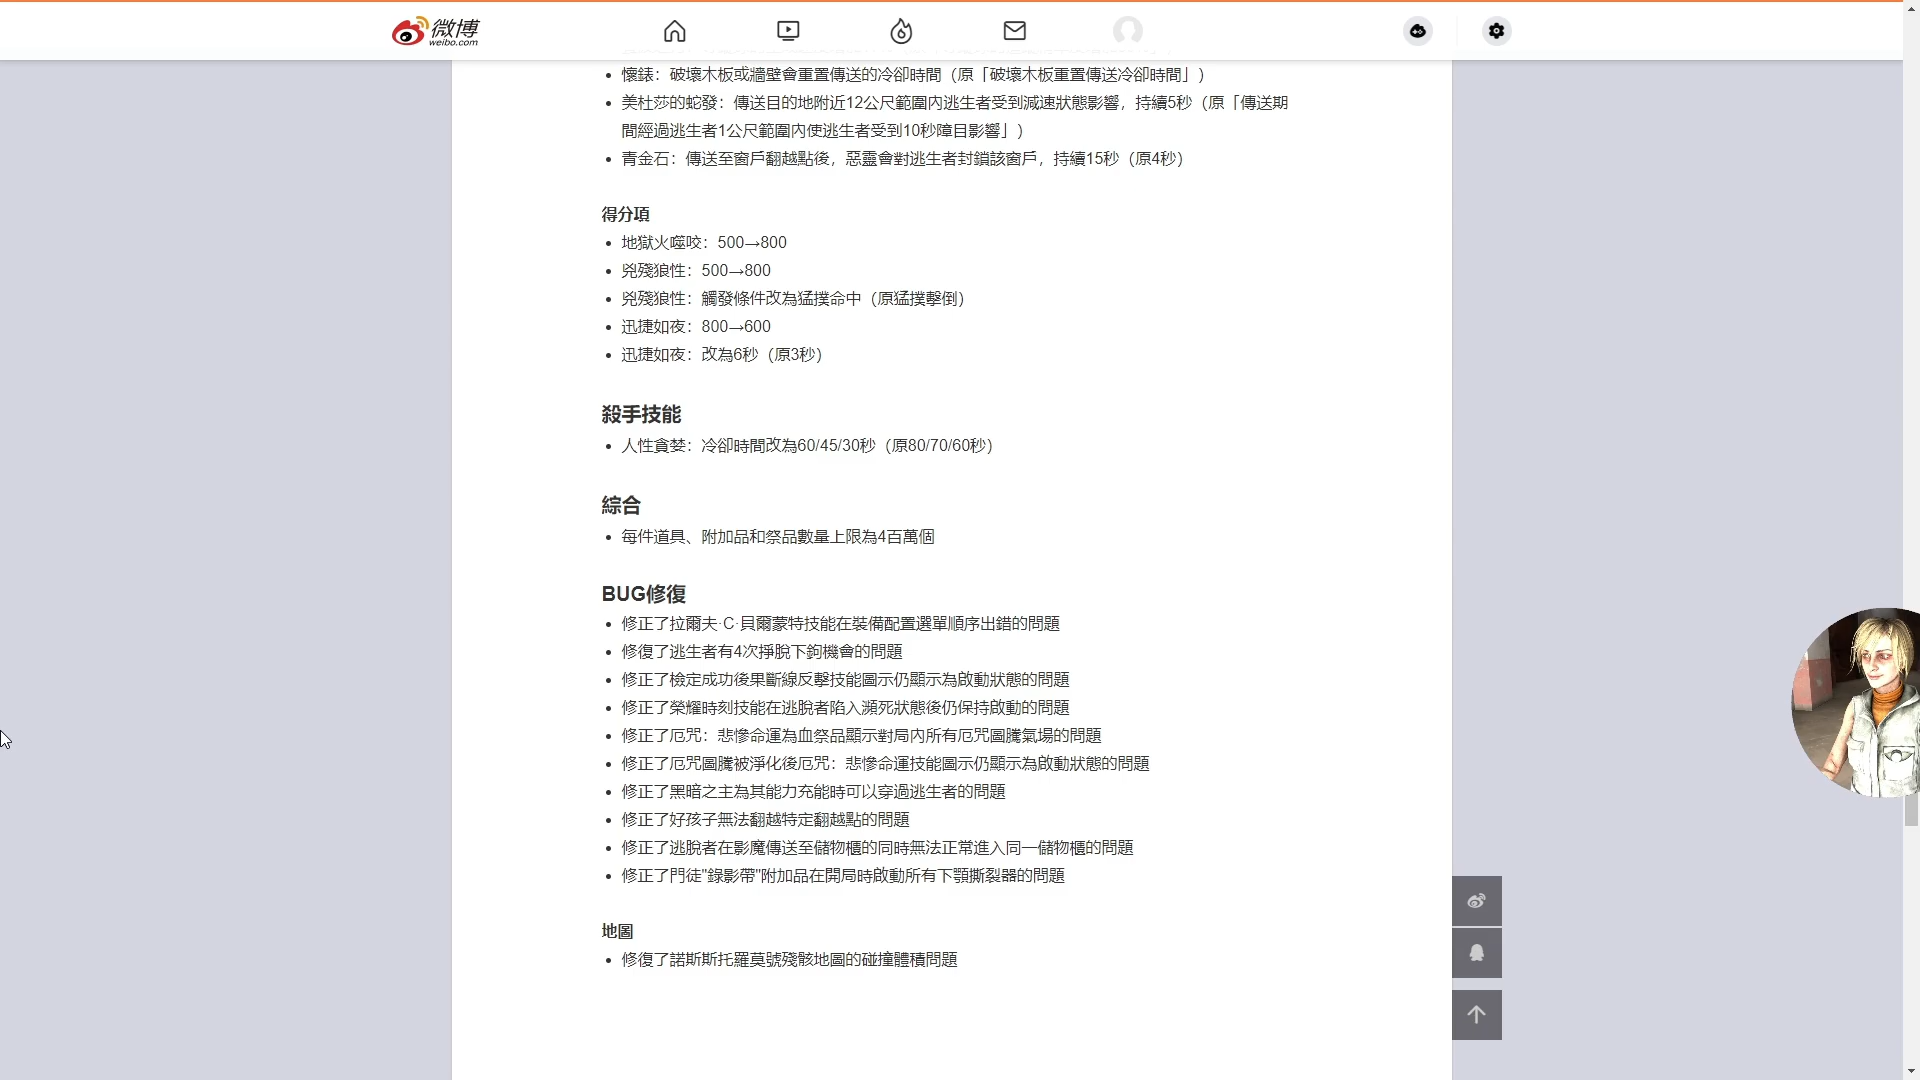 微博
weibo.com
• 懷錶：破壞木板或牆壁會重置傳送的冷卻時間（原「破壞木板重置傳送冷卻時間」）
• 美杜莎的蛇發：傳送目的地附近12公尺範圍內逃生者受到減速狀態影響，持續5秒（原「傳送期
間經過逃生者1公尺範圍內使逃生者受到10秒障目影響」）
• 青金石：傳送至窗戶翻越點後，惡靈會對逃生者封鎖該窗戶，持續15秒（原4秒）
得分項
• 地獄火噬咬：500→800
• 兇殘狼性：500→800
• 兇殘狼性：觸發條件改為猛撲命中（原猛撲擊倒）
• 迅捷如夜：800→600
• 迅捷如夜：改為6秒（原3秒）
殺手技能
• 人性貪婪：冷卻時間改為60/45/30秒（原80/70/60秒）
綜合
• 每件道具、附加品和祭品數量上限為4百萬個
BUG修復
• 修正了拉爾夫·C·貝爾蒙特技能在裝備配置選單順序出錯的問題
• 修復了逃生者有4次掙脫下鉤機會的問題
• 修正了檢定成功後果斷線反擊技能圖示仍顯示為啟動狀態的問題
• 修正了榮耀時刻技能在逃脫者陷入瀕死狀態後仍保持啟動的問題
• 修正了厄咒：悲慘命運為血祭品顯示對局內所有厄咒圖騰氣場的問題
• 修正了厄咒圖騰被淨化後厄咒：悲慘命運技能圖示仍顯示為啟動狀態的問題
• 修正了黑暗之主為其能力充能時可以穿過逃生者的問題
• 修正了好孩子無法翻越特定翻越點的問題
• 修正了逃脫者在影魔傳送至儲物櫃的同時無法正常進入同一儲物櫃的問題
• 修正了門徒"錄影帶"附加品在開局時啟動所有下顎撕裂器的問題
地圖
• 修復了諾斯斯托羅莫號殘骸地圖的碰撞體積問題